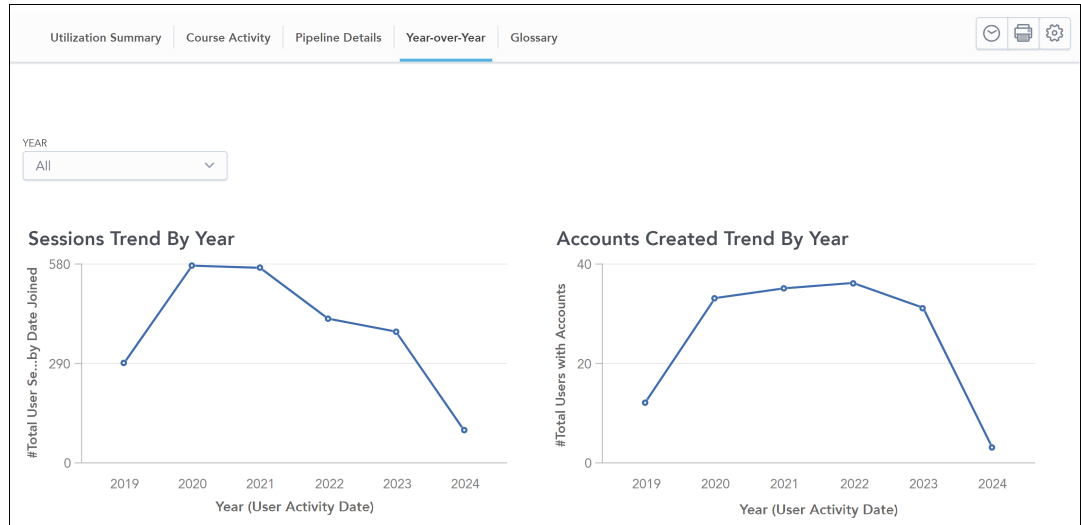 Utilization Summary Course Activity Pipeline Details Year-over-Year Glossary
YEAR
All
Sessions Trend By Year
#Total User Se...by Date Joined
580
290
0
2019 2020 2021 2022 2023 2024
Year (User Activity Date)
Accounts Created Trend By Year
#Total Users with Accounts
40
20
0
2019 2020 2021 2022 2023 2024
Year (User Activity Date)